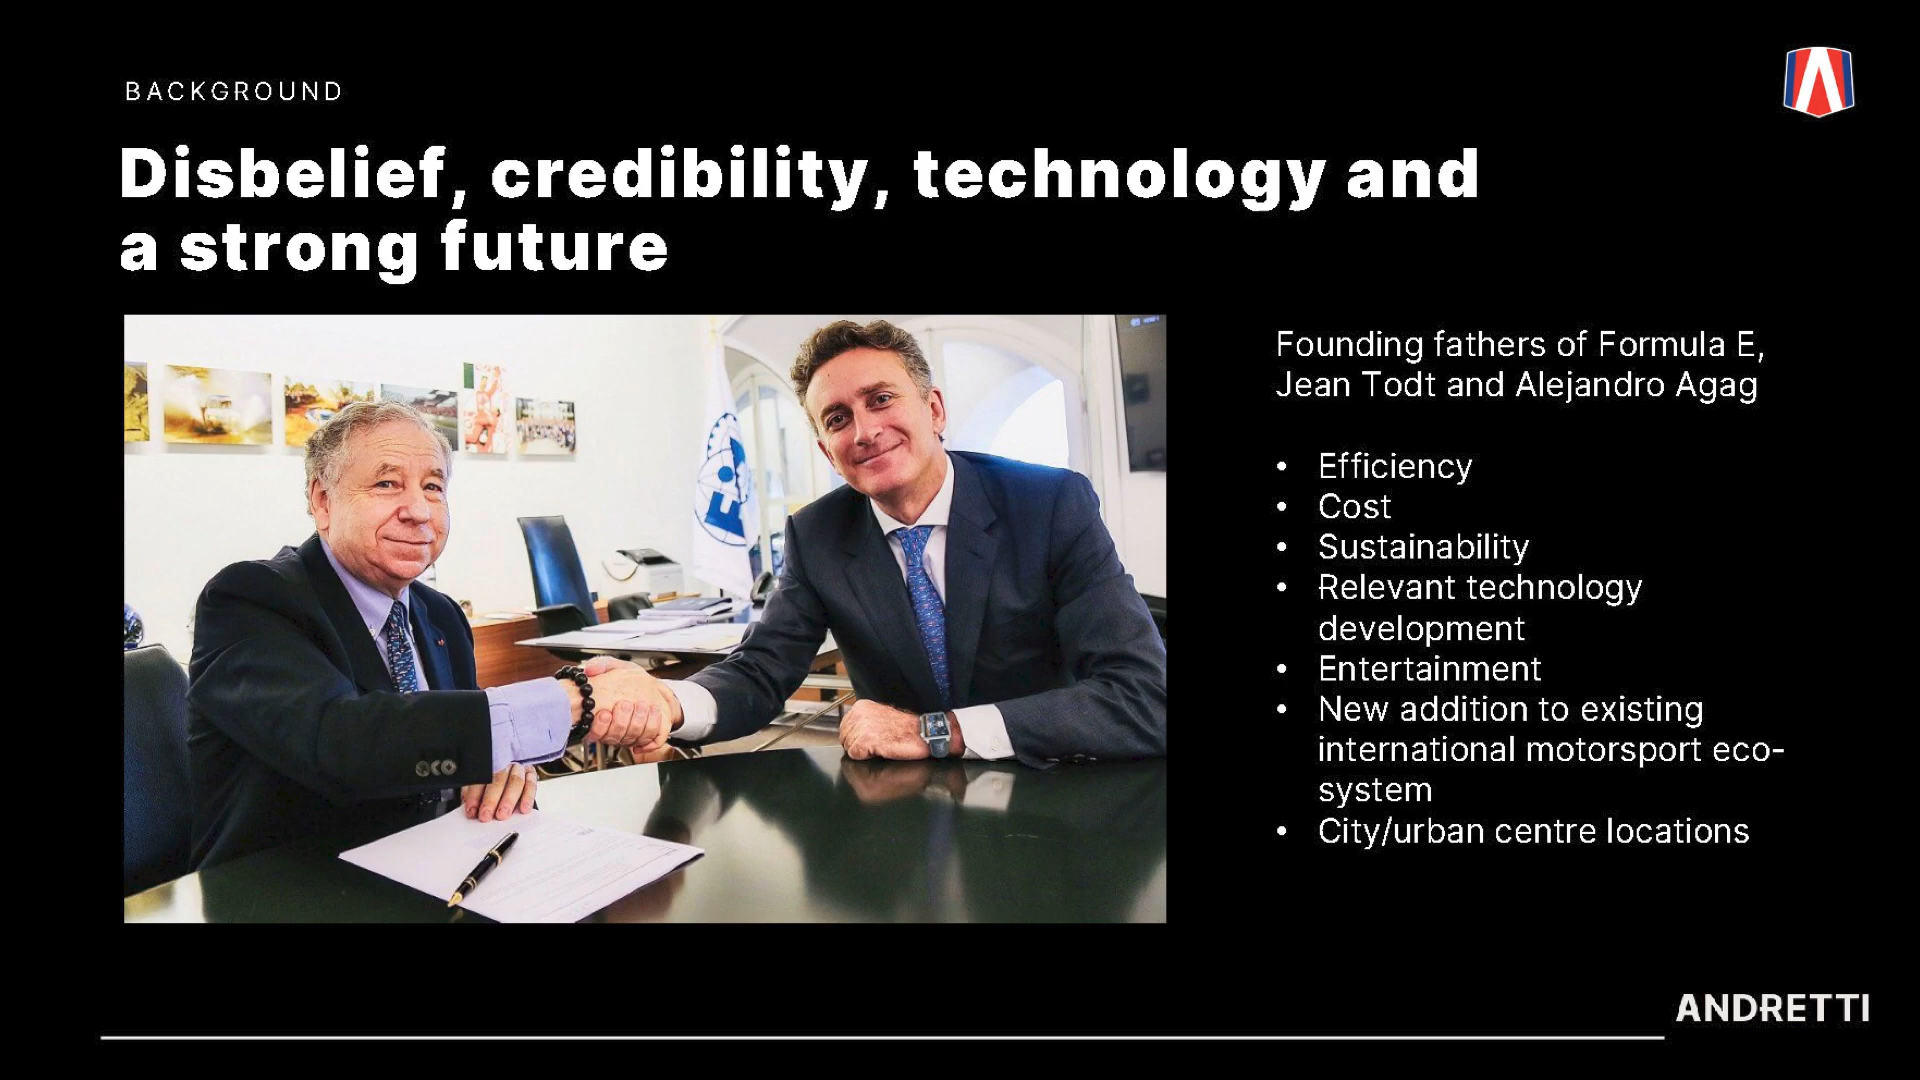 BACKGROUND
Disbelief, credibility, technology and
a strong future
Founding fathers of Formula E,
Jean Todt and Alejandro Agag
• Efficiency
• Cost
• Sustainability
• Relevant technology
development
• Entertainment
• New addition to existing
international motorsport eco-
system
• City/urban centre locations
ANDRETTI